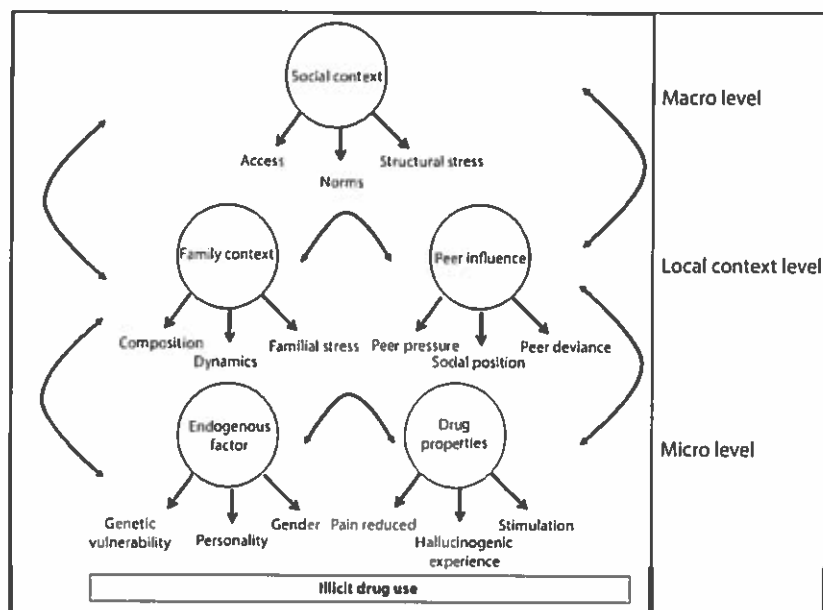 Social context
Macro level
Access
Structural stress
Norms
Family context
Peer influence
Local context level
Composition
Dynamics
Familial stress
Peer pressure
Social position
Peer deviance
Endogenous
factor
Drug
properties
Micro level
Genetic
vulnerability
Personality
Gender
Pain reduced
Hallucinogenic
experience
Stimulation
Illicit drug use